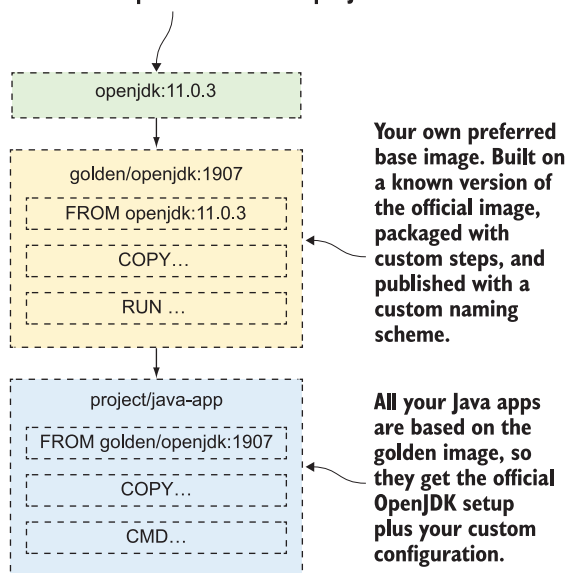 openjdk:11.0.3
golden/openjdk:1907
FROM openjdk:11.0.3
COPY…
RUN …
Your own preferred
base image. Built on
a known version of
the official image,
packaged with
custom steps, and
published with a
custom naming
scheme.
project/java-app
FROM golden/openjdk:1907
COPY…
CMD…
All your Java apps
are based on the
golden image, so
they get the official
OpenJDK setup
plus your custom
configuration.